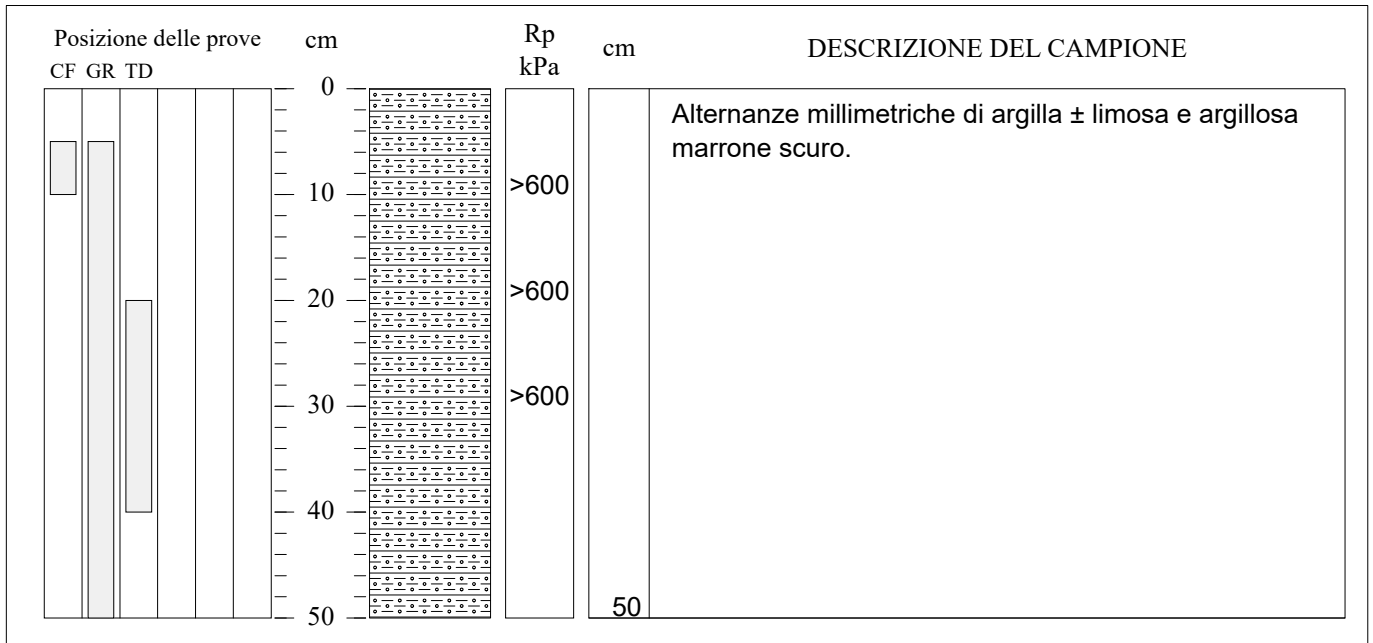 Posizione delle prove
CF GR TD
cm
Rp
kPa
cm
DESCRIZIONE DEL CAMPIONE
0
10
20
30
40
50
>600
>600
>600
50
Alternanze millimetriche di argilla ± limosa e argillosa
marrone scuro.